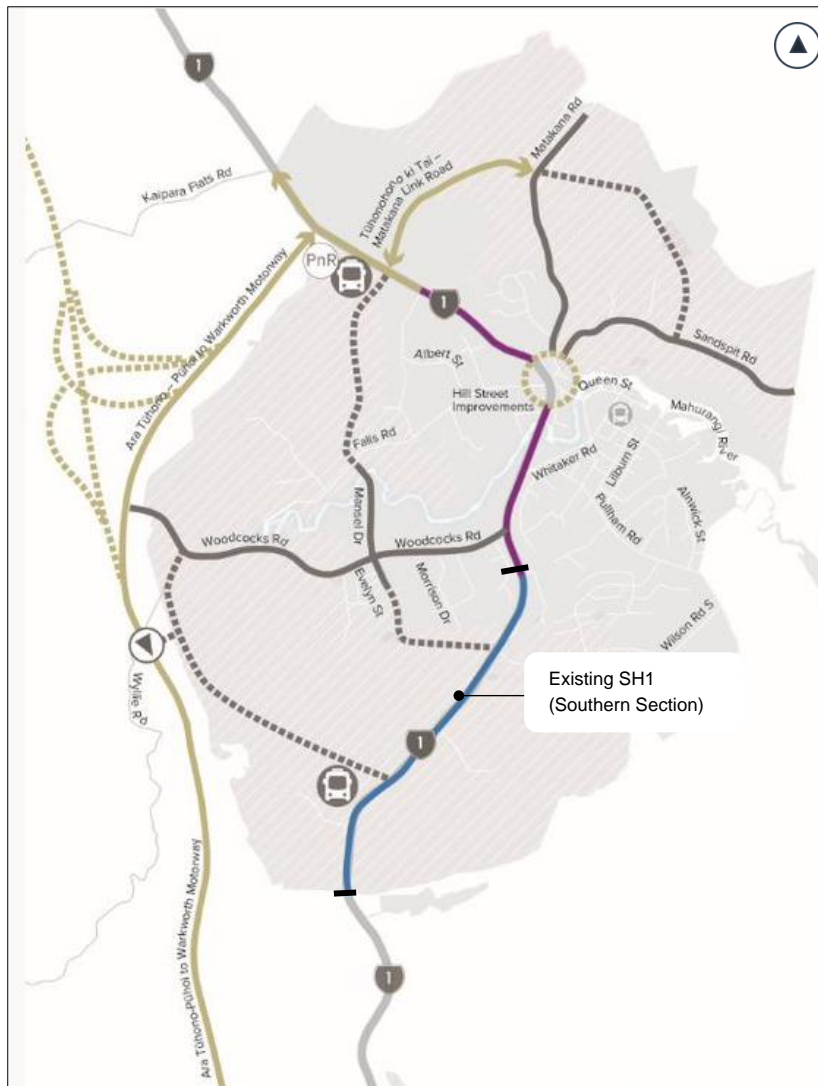 1
Matakana Rd
Kaipara Flats Rd
Tūhonohono ki Tai –
Matakana Link Road
PnR
Ara Tūhono – Pūhoi to Warkworth Motorway
1
Albert St
Sandspit Rd
Hill Street
Improvements
Queen St
Mahurangi River
Falls Rd
Whitaker Rd
Lilburn St
Pulham Rd
Alnwick St
Mansel Dr
Woodcocks Rd
Woodcocks Rd
Evelyn St
Morrison Dr
Wilson Rd S
Wyllie Rd
Existing SH1
(Southern Section)
1
Ara Tūhono-Pūhoi to Warkworth Motorway
1